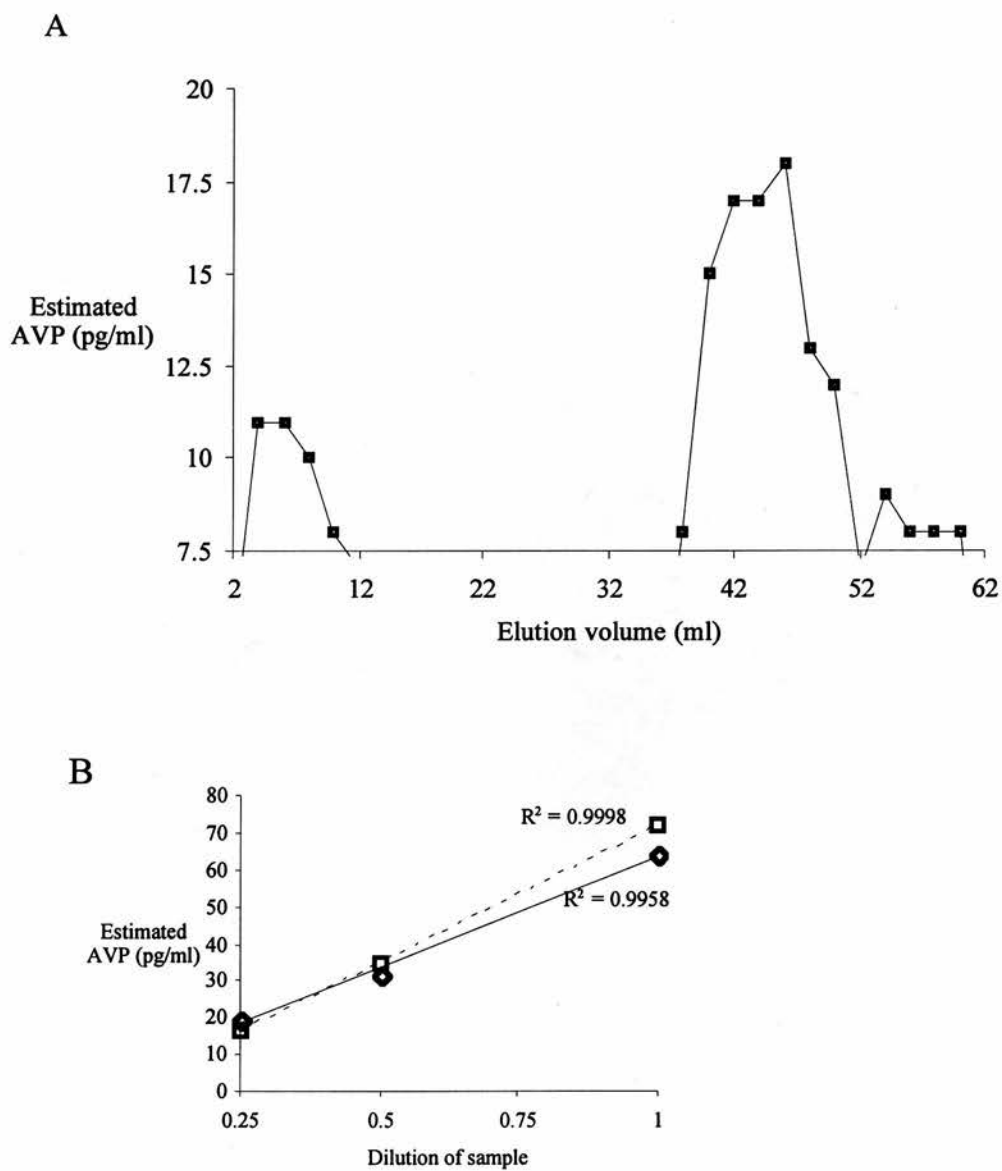 A
20
17.5
15
Estimated
AVP (pg/ml)
12.5
10
7.5
2 12 22 32 42 52 62
Elution volume (ml)
B
80
70
60
50
40
30
20
10
0
Estimated
AVP (pg/ml)
R² = 0.9998
R² = 0.9958
0.25 0.5 0.75 1
Dilution of sample